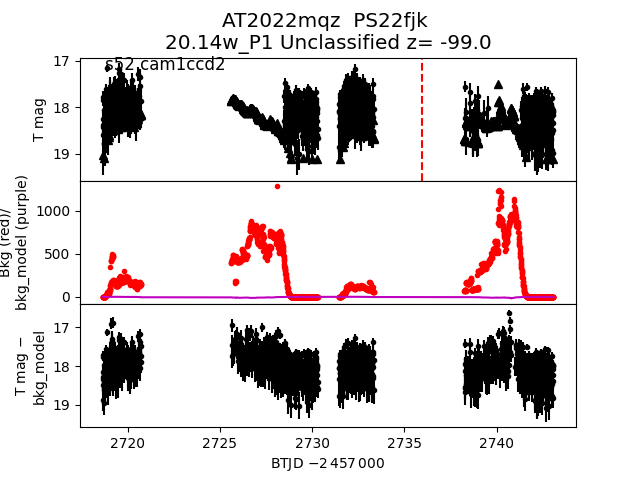 AT2022mqz  PS22fjk
20.14w_P1 Unclassified z= -99.0
s52 cam1ccd2
17
18
19
T mag
1000
500
0
Bkg (red)/
bkg_model (purple)
17
18
19
T mag −
bkg_model
2720
2725
2730
2735
2740
BTJD −2 457 000